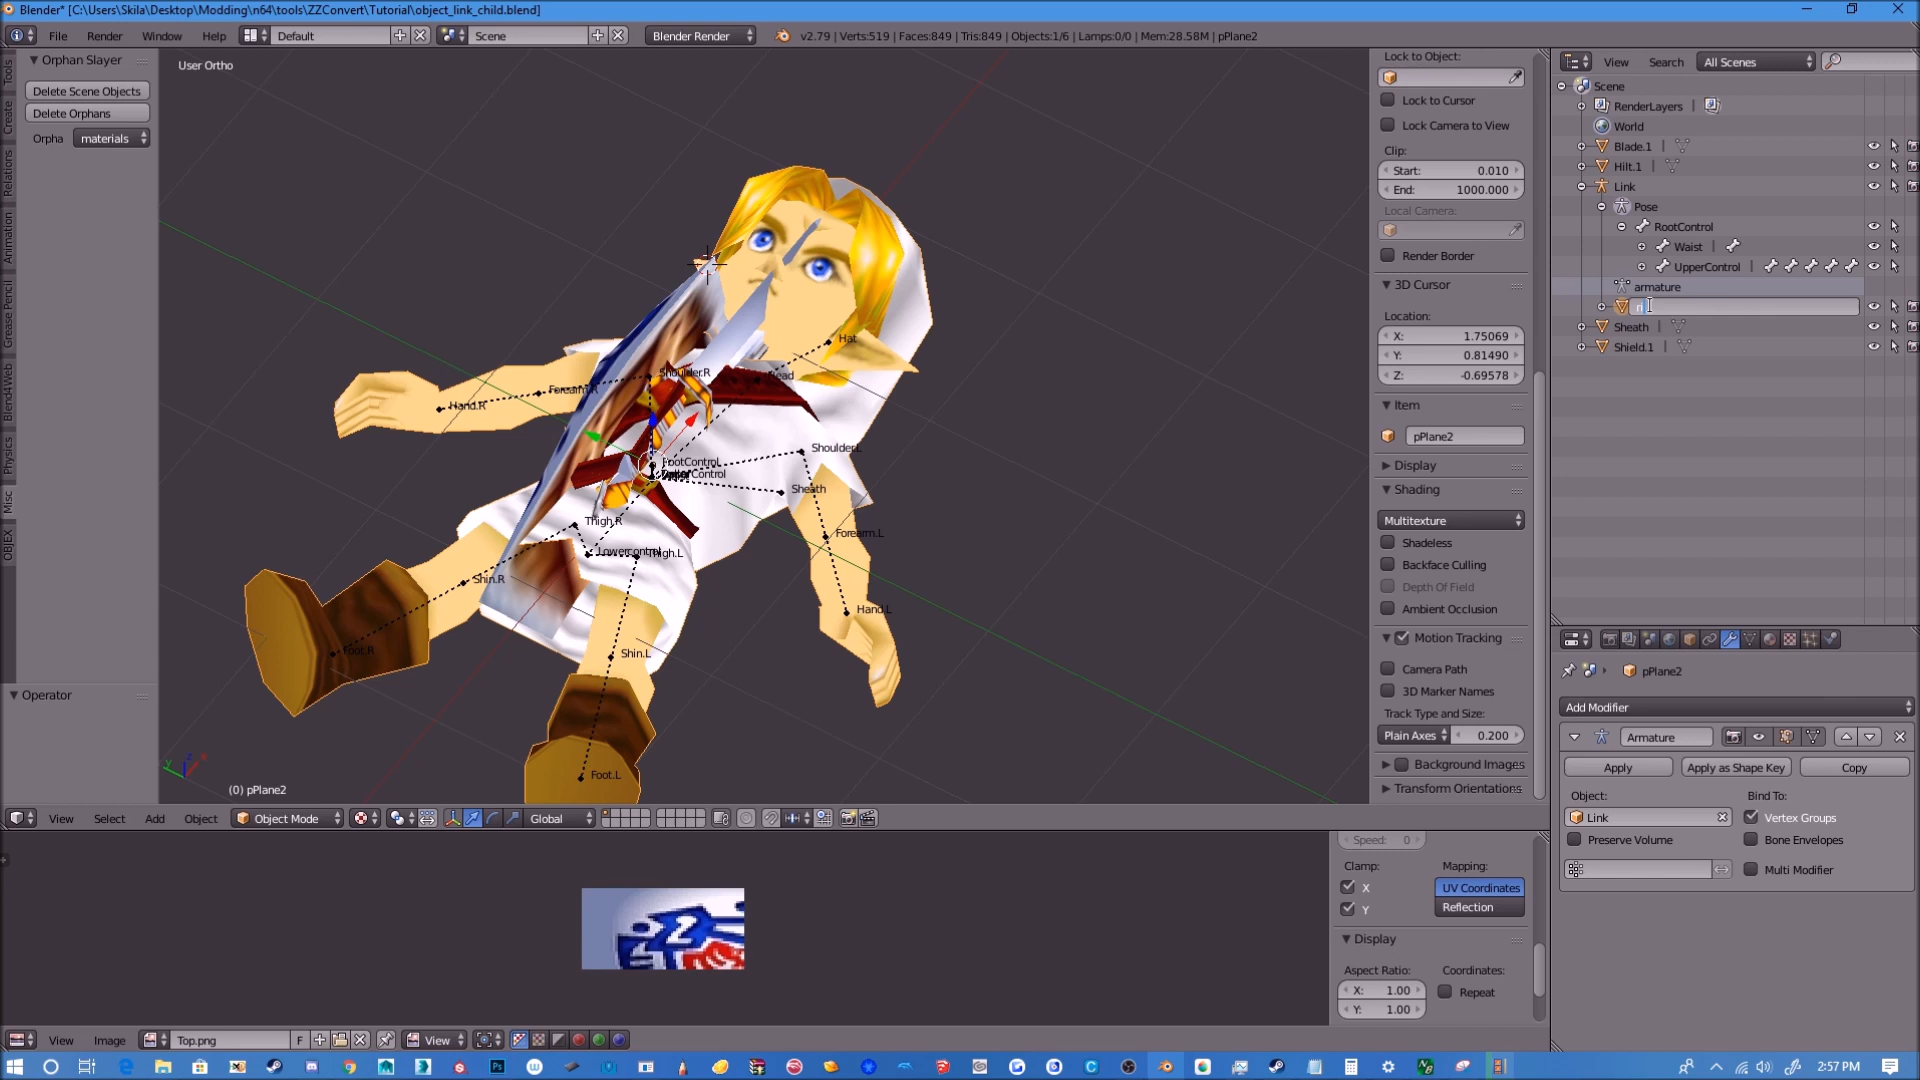 Blender* [C:\Users\Skila\Desktop\Modding\n64\tools\ZZConvert\Tutorial\object_link_child.blend]
File Render Window Help Default Scene Blender Render v2.79 | Verts:519 | Faces:849 | Tris:849 | Objects:1/6 | Lamps:0/0 | Mem:28.58M | pPlane2
Orphan Slayer
Delete Scene Objects
Delete Orphans
Orpha materials
Operator
Tools
Create
Relations
Animation
Grease Pencil
Blend4Web
Physics
Misc
OBJEX
User Ortho
Hat
Shoulder.R
Forearm.R
Hand.R
Shoulder.L
Sheath
Thigh.R
Thigh.L
Forearm.L
Shin.R
Hand.L
Foot.R
Shin.L
Foot.L
(0) pPlane2
View Select Add Object Object Mode Global
Lock to Object:
Lock to Cursor
Lock Camera to View
Clip:
Start: 0.010
End: 1000.000
Local Camera:
Render Border
3D Cursor
Location:
X: 1.75069
Y: 0.81490
Z: -0.69578
Item
pPlane2
Display
Shading
Multitexture
Shadeless
Backface Culling
Depth Of Field
Ambient Occlusion
Motion Tracking
Camera Path
3D Marker Names
Track Type and Size:
Plain Axes 0.200
Background Images
Transform Orientations
View Search All Scenes
Scene
RenderLayers
World
Blade.1
Hilt.1
Link
Pose
RootControl
Waist
UpperControl
armature
Sheath
Shield.1
pPlane2
Add Modifier
Armature
Apply Apply as Shape Key Copy
Object: Bind To:
Link Vertex Groups
Preserve Volume Bone Envelopes
Multi Modifier
Speed: 0
Clamp: Mapping:
X UV Coordinates
Y Reflection
Display
Aspect Ratio: Coordinates:
X: 1.00 Repeat
Y: 1.00
View Image Top.png F View
2:57 PM